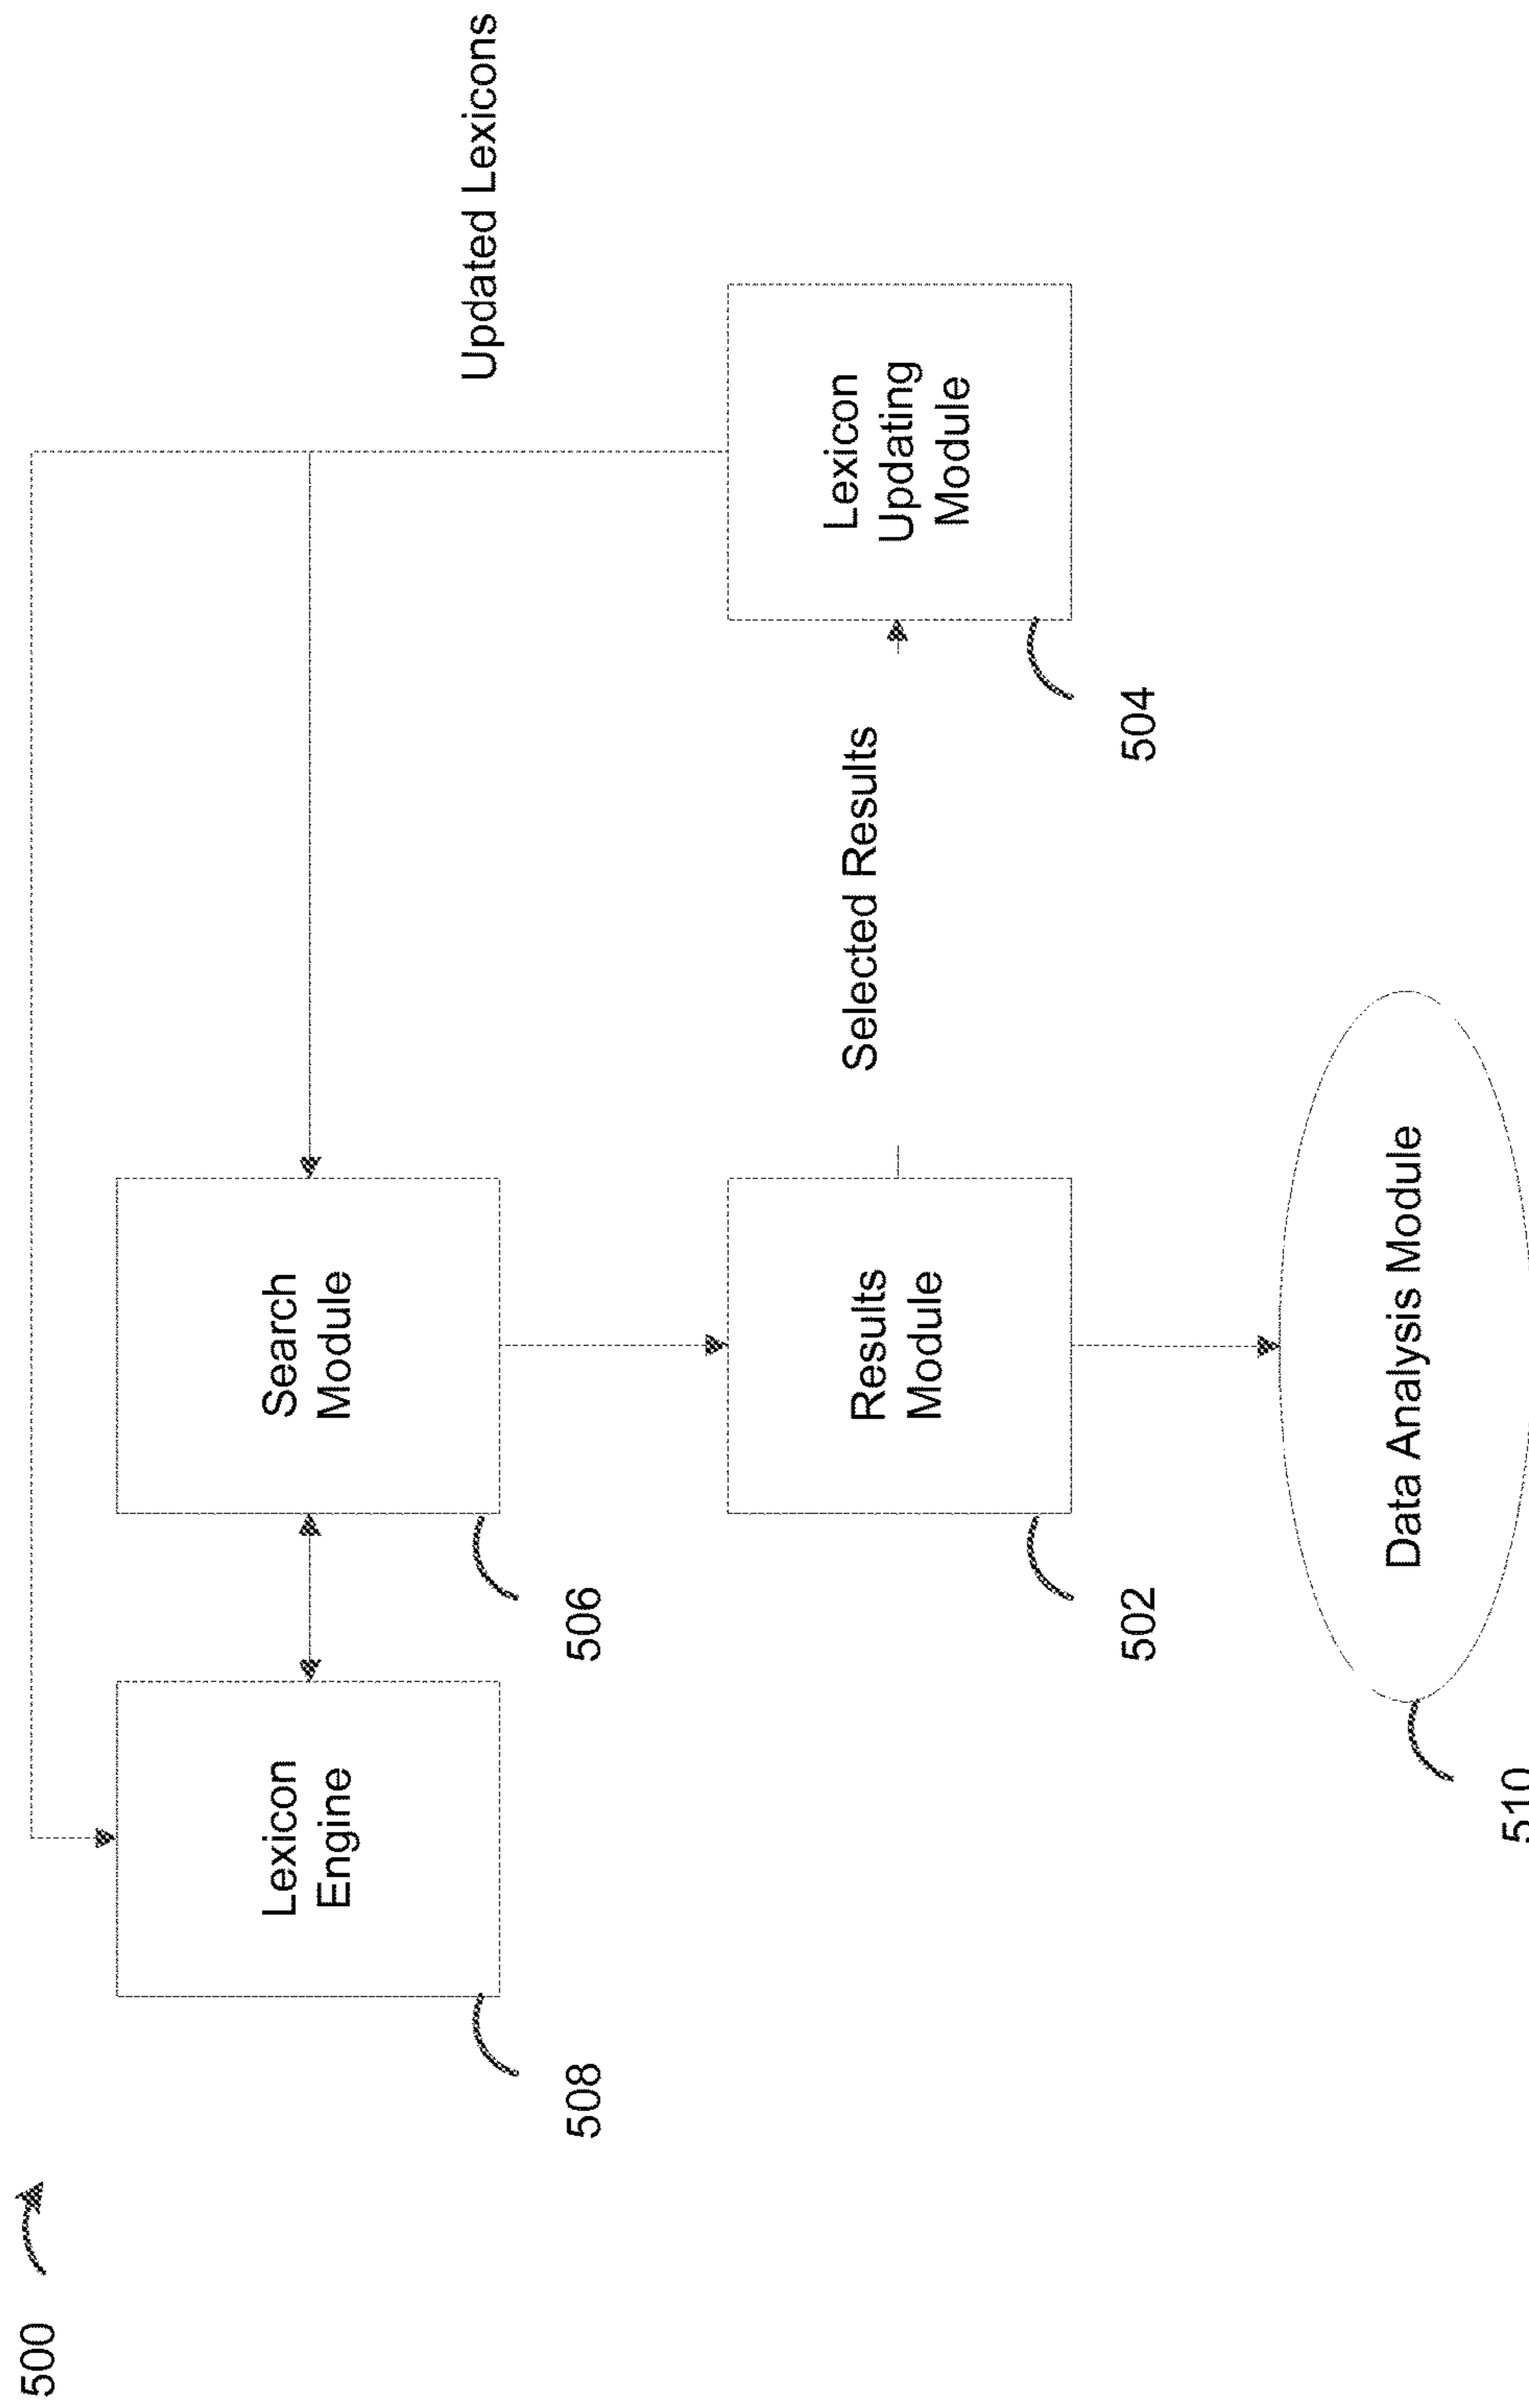 500
Updated Lexicons
Lexicon
Engine
508
Search
Module
506
Results
Module
502
Selected Results
Lexicon
Updating
Module
504
Data Analysis Module
510